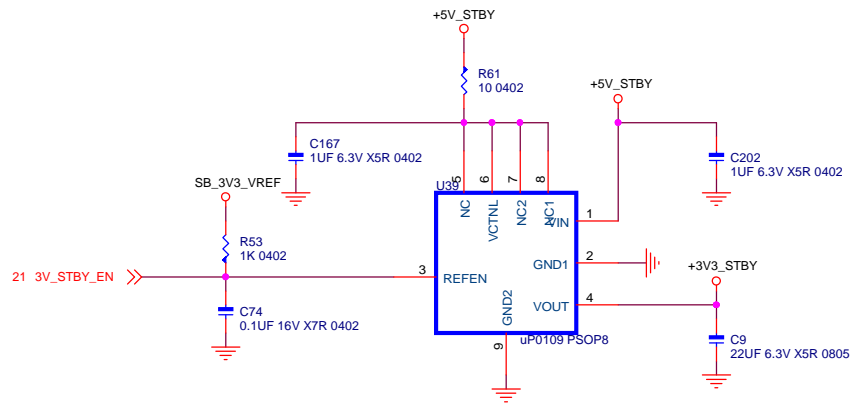 +5V_STBY
R61
10 0402
+5V_STBY
C167
1UF 6.3V X5R 0402
C202
1UF 6.3V X5R 0402
SB_3V3_VREF
U39
5
6
7
8
NC
VCTNL
NC2
NC1
VIN
1
R53
1K 0402
21 3V_STBY_EN
3
REFEN
GND1
2
+3V3_STBY
VOUT
4
GND2
C74
0.1UF 16V X7R 0402
9
uP0109 PSOP8
C9
22UF 6.3V X5R 0805